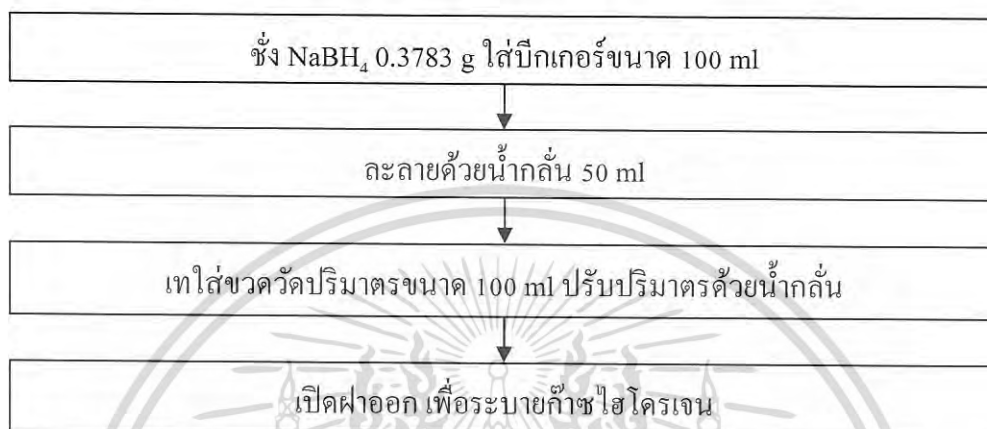 ชั่ง NaBH₄ 0.3783 g ใส่บีกเกอร์ขนาด 100 ml
ละลายด้วยน้ำกลั่น 50 ml
เทใส่ขวดวัดปริมาตรขนาด 100 ml ปรับปริมาตรด้วยน้ำกลั่น
เปิดฝาออก เพื่อระบายก๊าซไฮโดรเจน